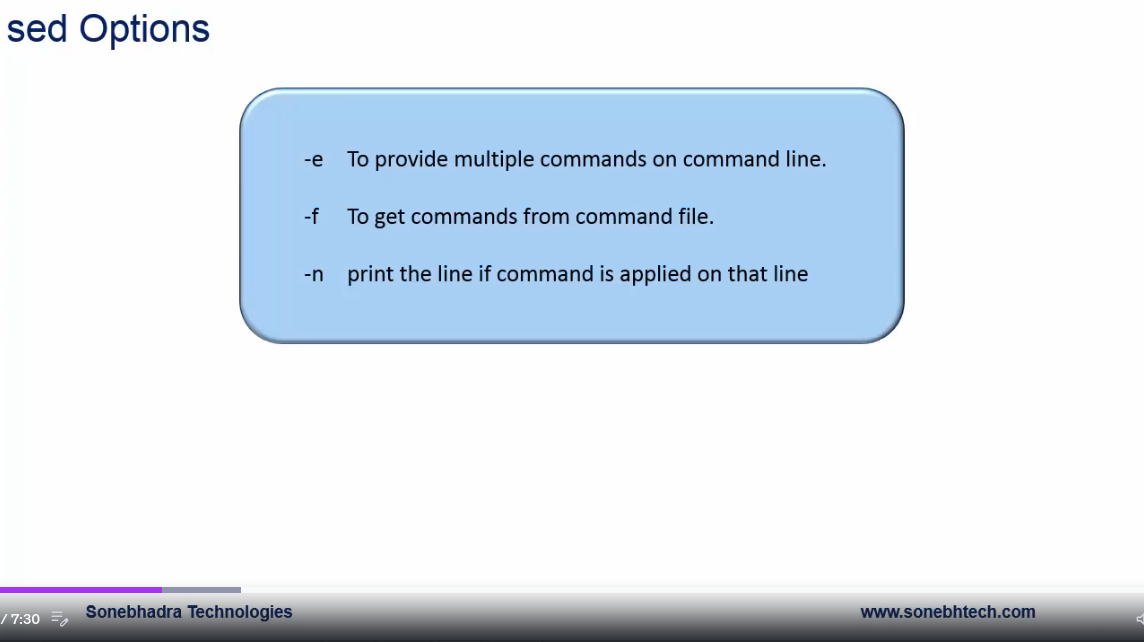 sed Options
-e To provide multiple commands on command line.
-f To get commands from command file.
-n print the line if command is applied on that line
/ 7:30
Sonebhadra Technologies
www.sonebhtech.com